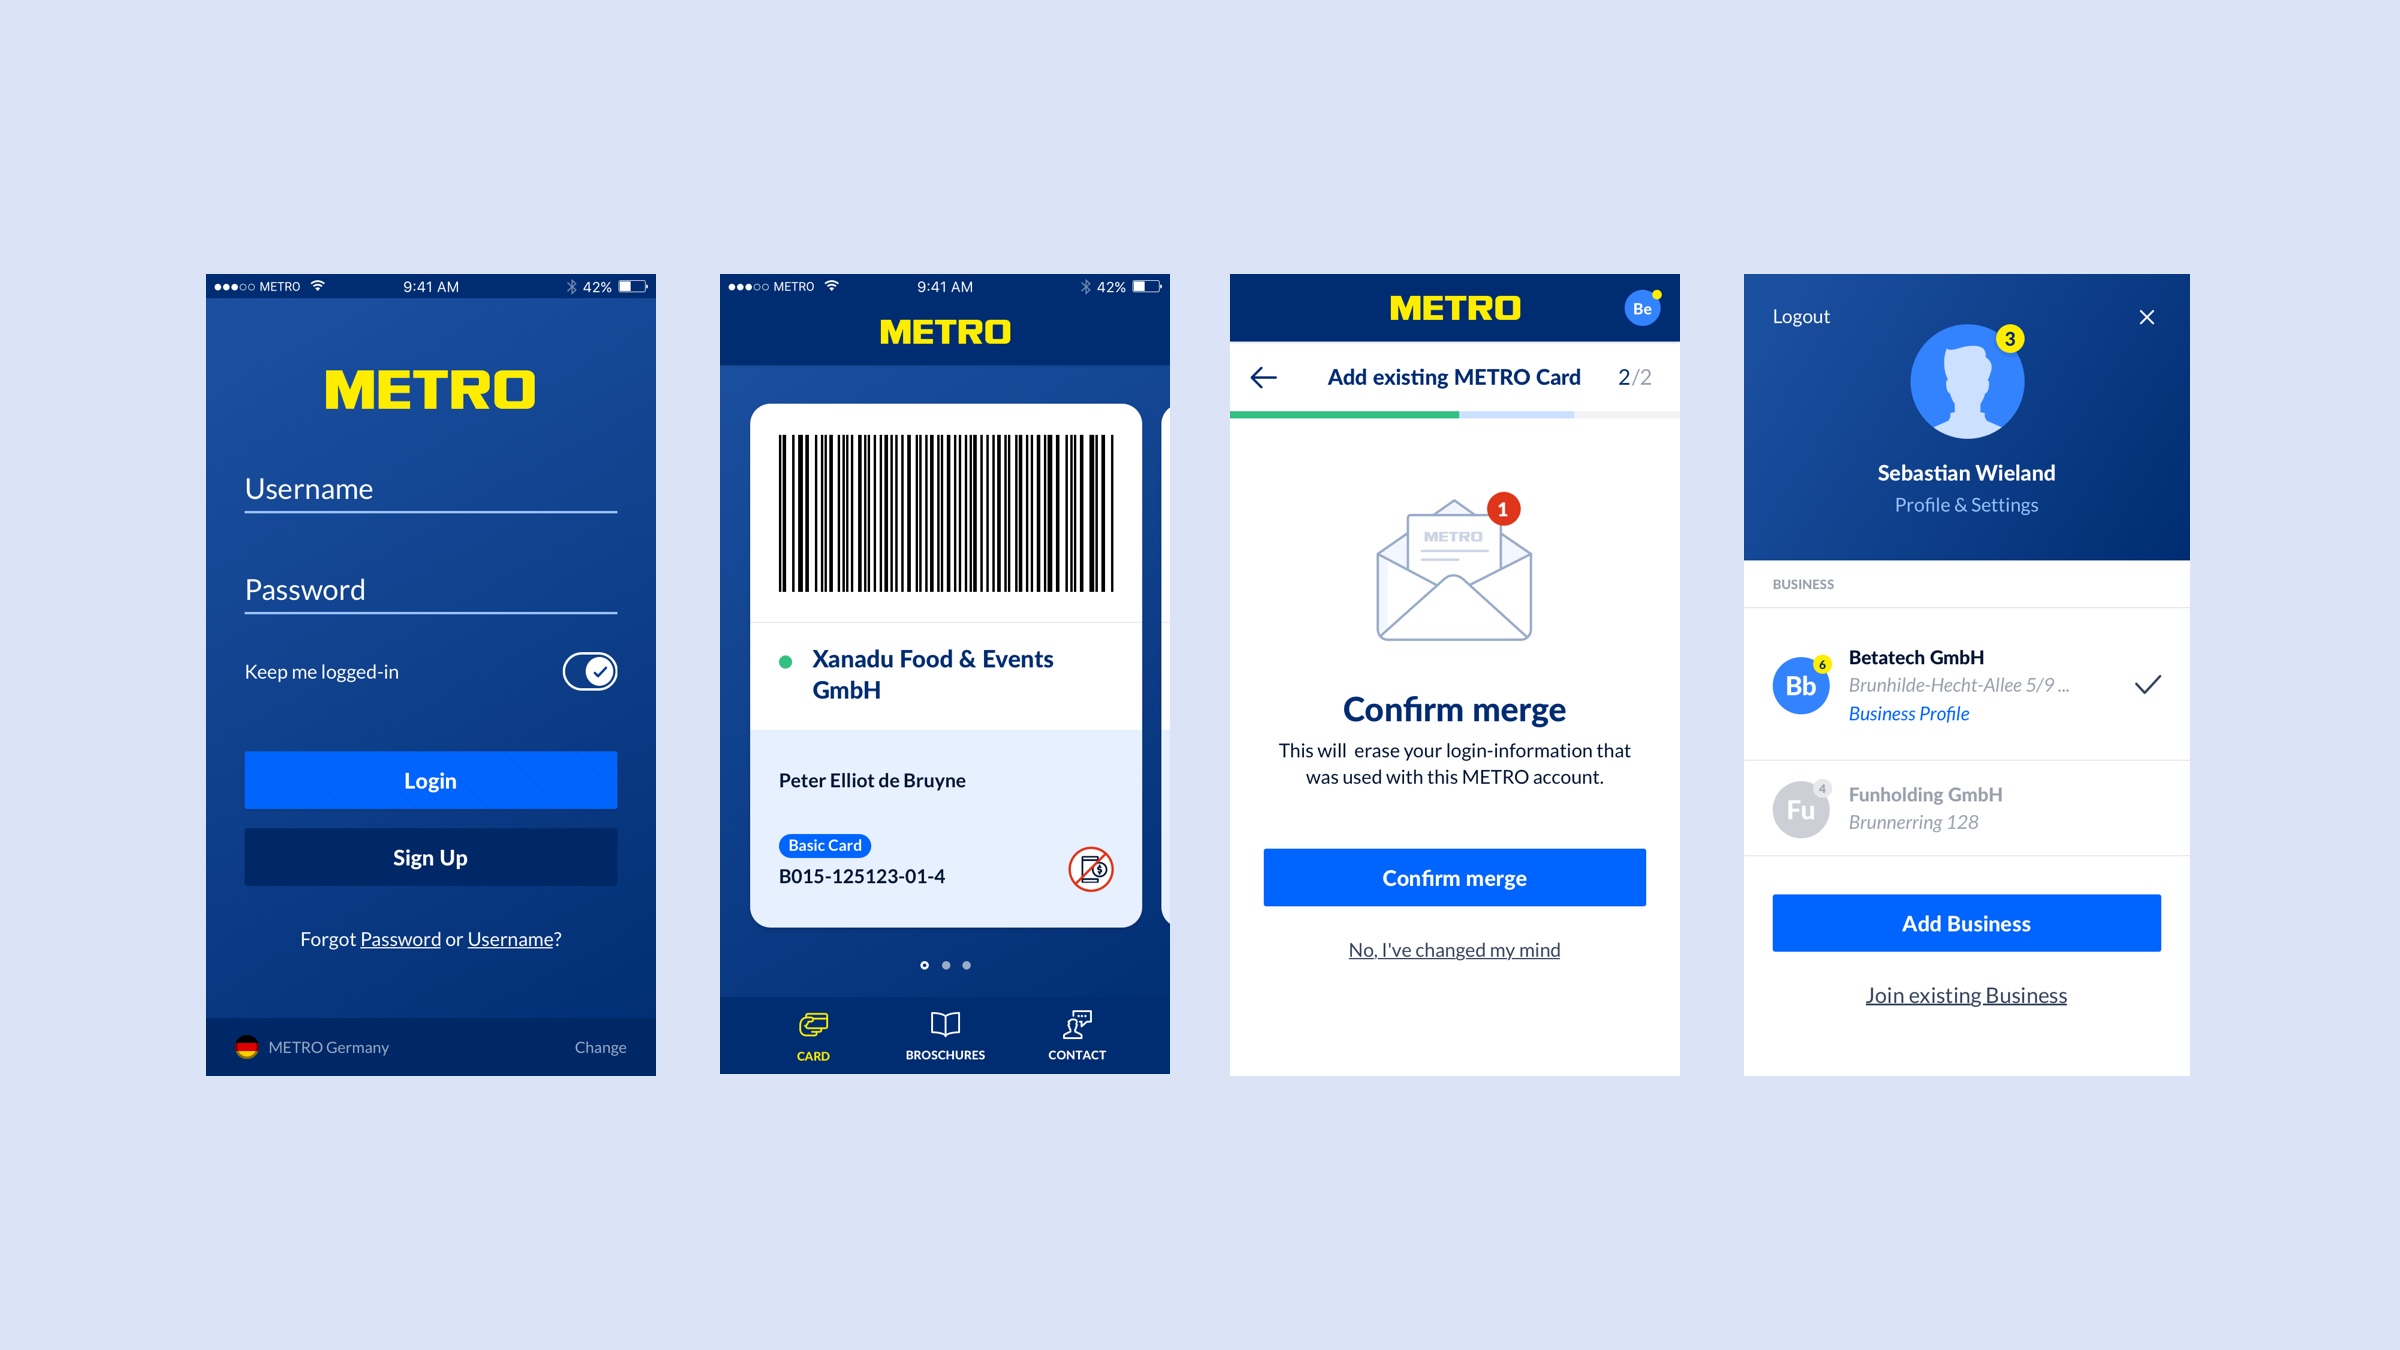 METRO 9:41 AM 42%
METRO
Username
Password
Keep me logged-in
Login
Sign Up
Forgot Password or Username?
METRO Germany Change
METRO 9:41 AM 42%
METRO
Xanadu Food & Events
GmbH
Peter Elliot de Bruyne
Basic Card
B015-125123-01-4
CARD BROSCHURES CONTACT
METRO Be
Add existing METRO Card 2/2
1
METRO
Confirm merge
This will erase your login-information that
was used with this METRO account.
Confirm merge
No, I've changed my mind
Logout
3
Sebastian Wieland
Profile & Settings
BUSINESS
Bb 6
Betatech GmbH
Brunhilde-Hecht-Allee 5/9 ...
Business Profile
Fu 4
Funholding GmbH
Brunnerring 128
Add Business
Join existing Business